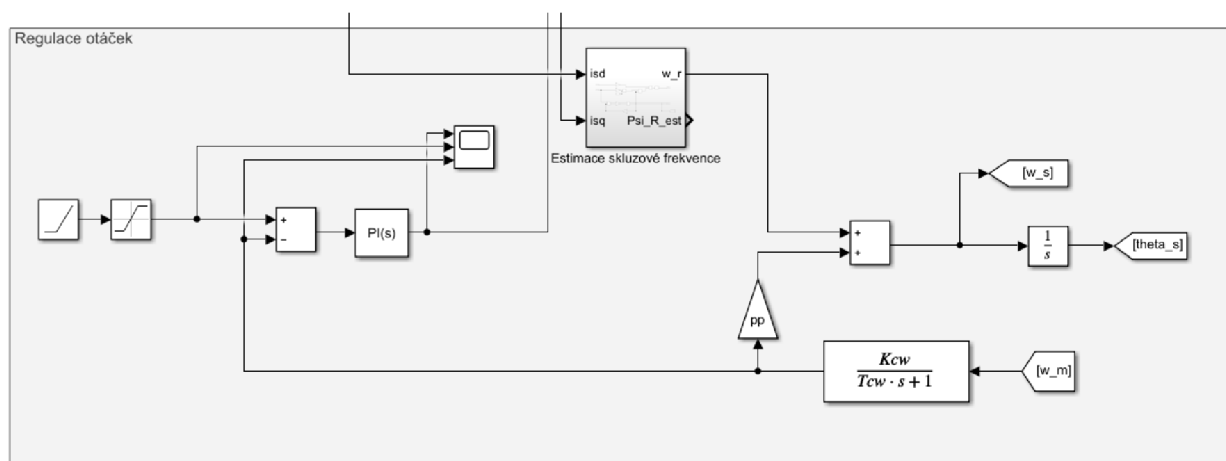 Regulace otáček
isd
w_r
isq
Psi_R_est
Estimace skluzové frekvence
[w_s]
+
−
PI(s)
+
+
1
s
[theta_s]
pp
Kcw
Tcw · s + 1
[w_m]